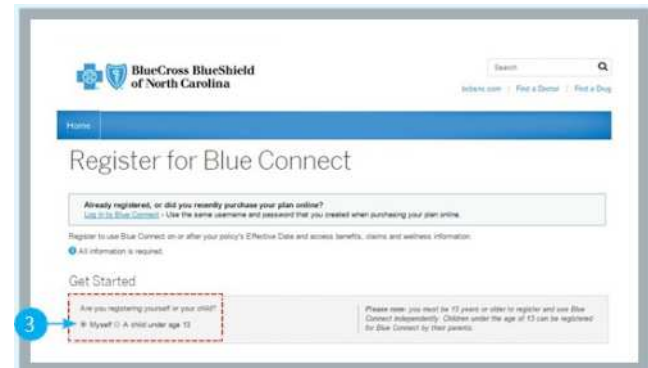 BlueCross BlueShield
of North Carolina
Search
bcbsnc.com | Find a Doctor | Find a Drug
Home
Register for Blue Connect
Already registered, or did you recently purchase your plan online?
Log In to Blue Connect - Use the same username and password that you created when purchasing your plan online.
Register to use Blue Connect on or after your policy's Effective Date and access benefits, claims and wellness information.
All information is required.
Get Started
Are you registering yourself or your child?
Myself A child under age 13
Please note: you must be 13 years or older to register and use Blue
Connect independently. Children under the age of 13 can be registered
for Blue Connect by their parents.
3